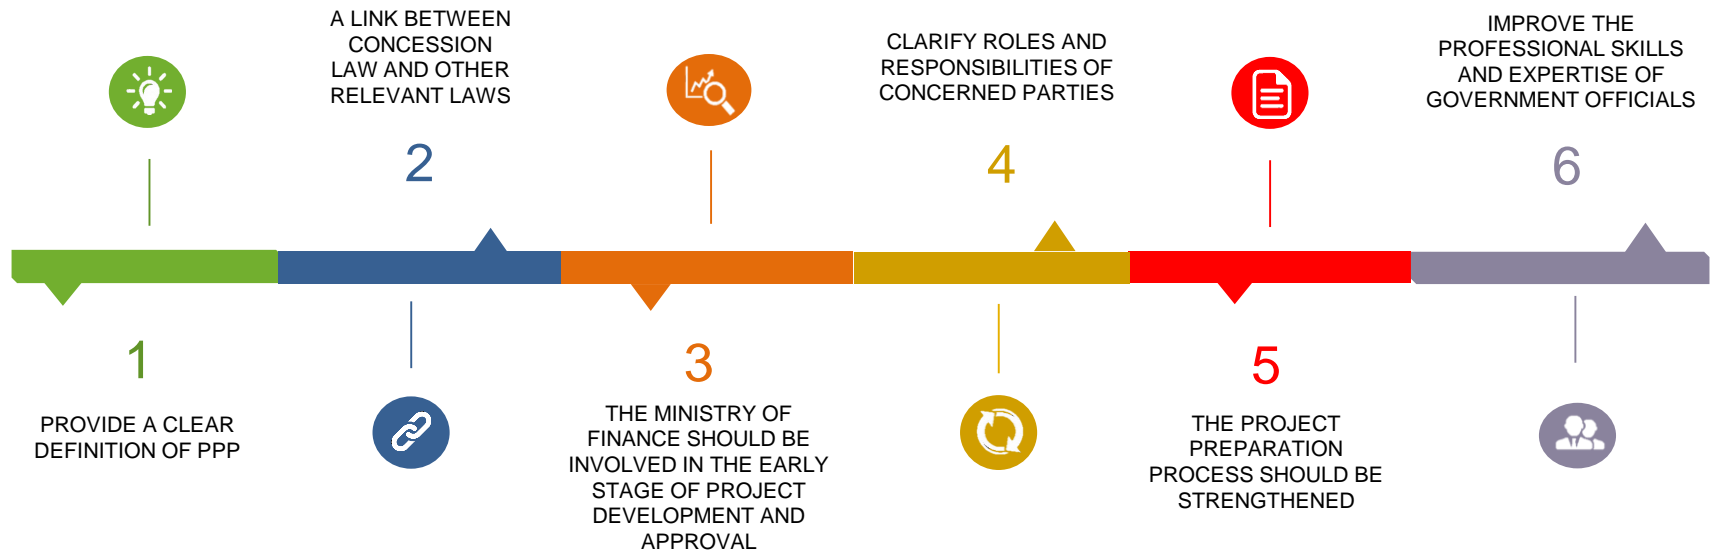 1
PROVIDE A CLEAR
DEFINITION OF PPP
A LINK BETWEEN
CONCESSION
LAW AND OTHER
RELEVANT LAWS
2
3
THE MINISTRY OF
FINANCE SHOULD BE
INVOLVED IN THE EARLY
STAGE OF PROJECT
DEVELOPMENT AND
APPROVAL
CLARIFY ROLES AND
RESPONSIBILITIES OF
CONCERNED PARTIES
4
5
THE PROJECT
PREPARATION
PROCESS SHOULD BE
STRENGTHENED
IMPROVE THE
PROFESSIONAL SKILLS
AND EXPERTISE OF
GOVERNMENT OFFICIALS
6